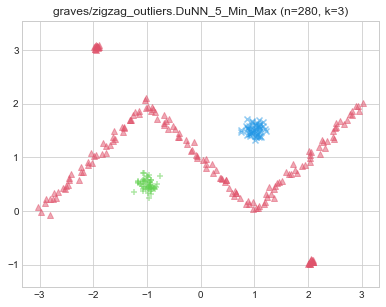 graves/zigzag_outliers.DuNN_5_Min_Max (n=280, k=3)
3
2
1
0
−1
−3 −2 −1 0 1 2 3